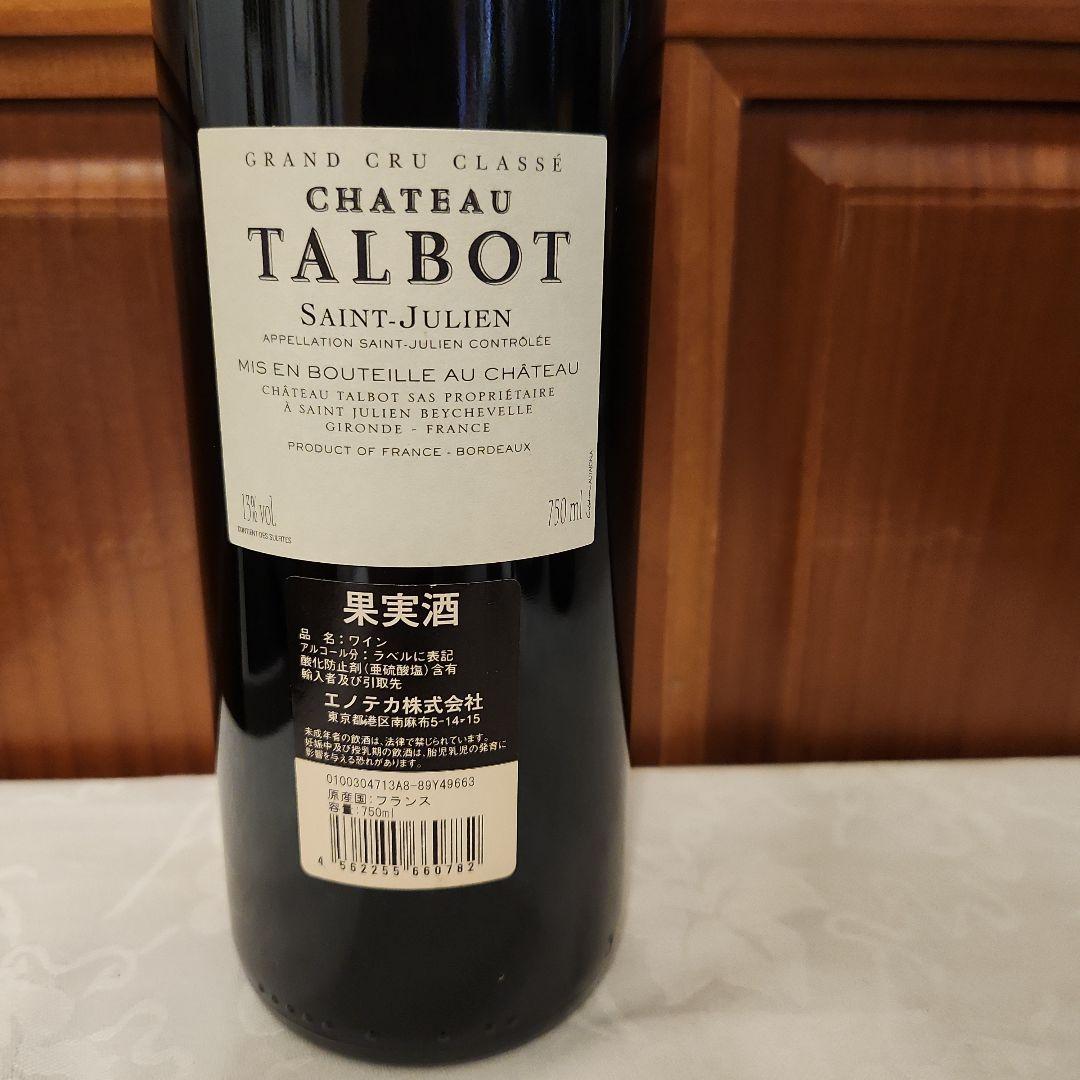 GRAND CRU CLASSÉ
CHATEAU
TALBOT
SAINT-JULIEN
APPELLATION SAINT-JULIEN CONTRÔLÉE
MIS EN BOUTEILLE AU CHÂTEAU
CHÂTEAU TALBOT SAS PROPRIÉTAIRE
À SAINT JULIEN BEYCHEVELLE
GIRONDE - FRANCE
PRODUCT OF FRANCE - BORDEAUX
13% vol.
750 ml
CONTIENT DES SULFITES
果実酒
品 名：ワイン
アルコール分：ラベルに表記
酸化防止剤（亜硫酸塩）含有
輸入者及び引取先
エノテカ株式会社
東京都港区南麻布5-14-15
未成年者の飲酒は、法律で禁じられています。
妊娠中及び授乳期の飲酒は、胎児乳児の発育に
影響を与える恐れがあります。
0100304713A8-89Y49663
原産国：フランス
容量：750ml
4 562255 660782